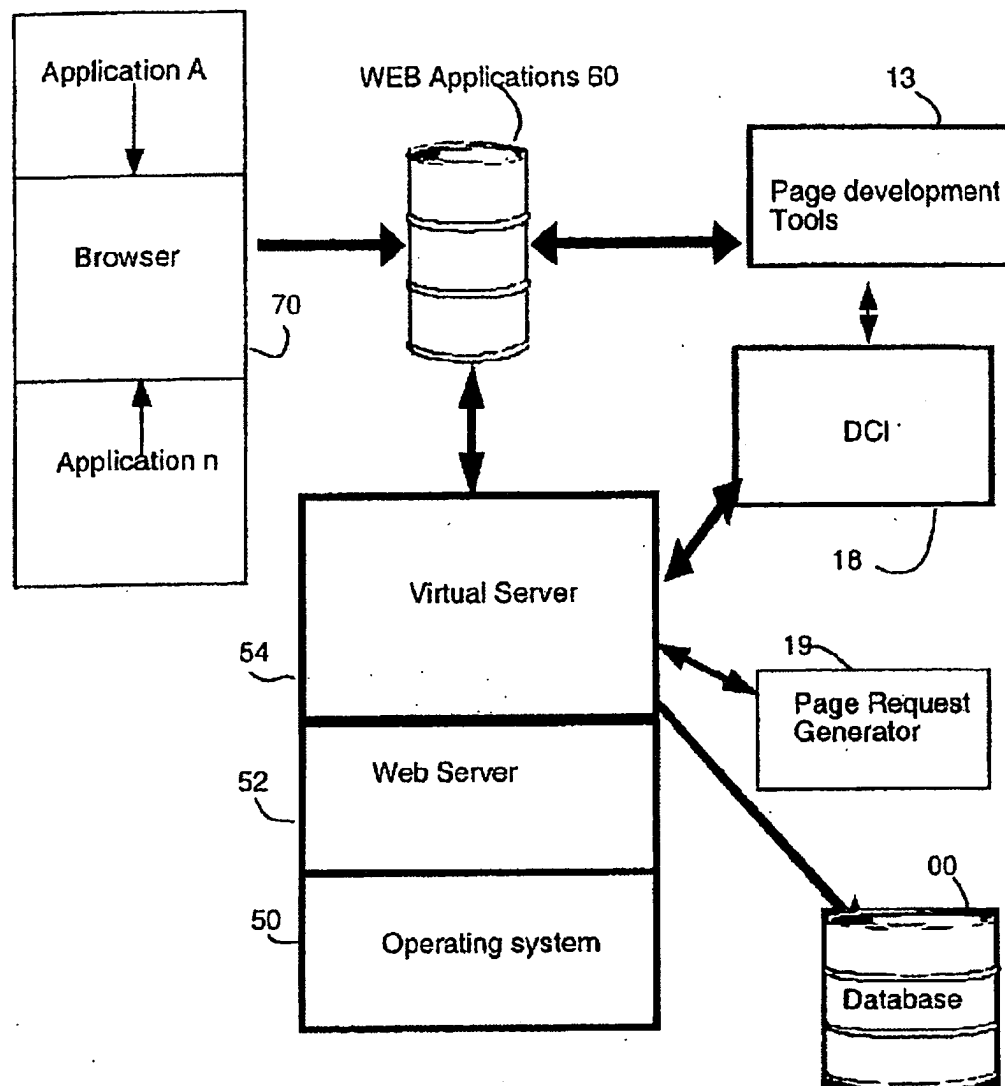 Application A
WEB Applications 60
13
Page development
Tools
Browser
70
DCI
Application n
18
Virtual Server
54
19
Page Request
Generator
Web Server
52
00
50
Operating system
Database